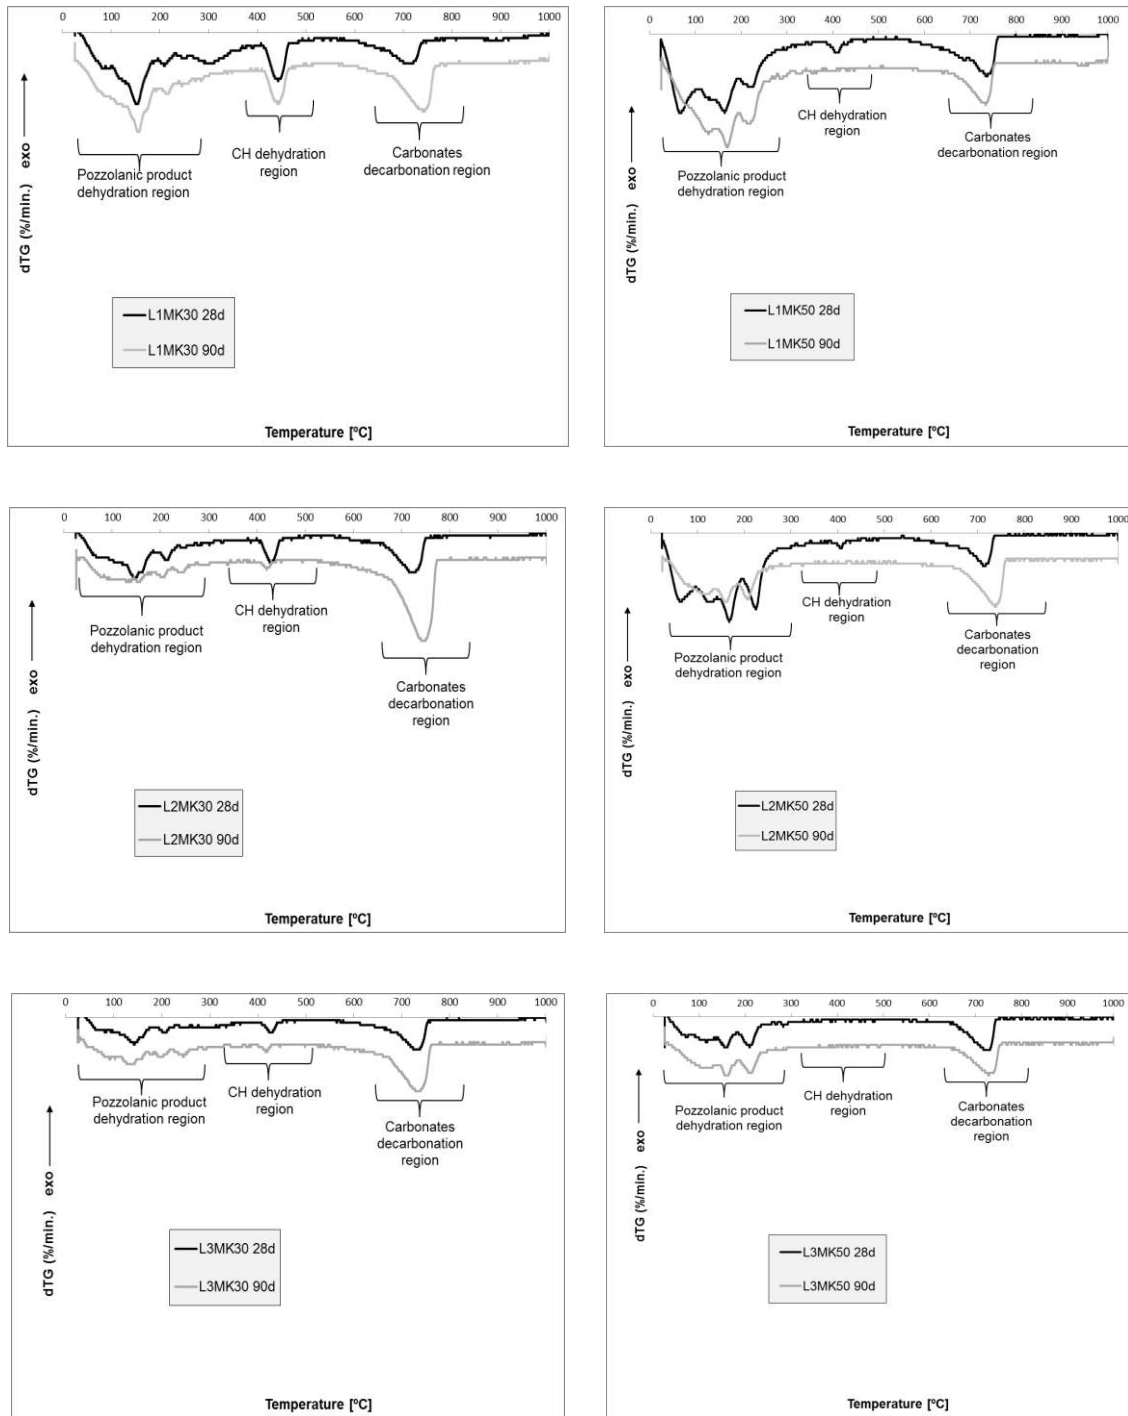 0 100 200 300 400 500 600 700 800 900 1000
dTG (%/min.) exo
Pozzolanic product
dehydration region
CH dehydration
region
Carbonates
decarbonation region
L1MK30 28d
L1MK30 90d
Temperature [ºC]
0 100 200 300 400 500 600 700 800 900 1000
dTG (%/min.) exo
Pozzolanic product
dehydration region
CH dehydration
region
Carbonates
decarbonation region
L1MK50 28d
L1MK50 90d
Temperature [ºC]
0 100 200 300 400 500 600 700 800 900 1000
dTG (%/min.) exo
Pozzolanic product
dehydration region
CH dehydration
region
Carbonates
decarbonation
region
L2MK30 28d
L2MK30 90d
Temperature [ºC]
0 100 200 300 400 500 600 700 800 900 1000
dTG (%/min.) exo
Pozzolanic product
dehydration region
CH dehydration
region
Carbonates
decarbonation
region
L2MK50 28d
L2MK50 90d
Temperature [ºC]
0 100 200 300 400 500 600 700 800 900 1000
dTG (%/min.) exo
Pozzolanic product
dehydration region
CH dehydration
region
Carbonates
decarbonation
region
L3MK30 28d
L3MK30 90d
Temperature [ºC]
0 100 200 300 400 500 600 700 800 900 1000
dTG (%/min.) exo
Pozzolanic product
dehydration region
CH dehydration
region
Carbonates
decarbonation
region
L3MK50 28d
L3MK50 90d
Temperature [ºC]